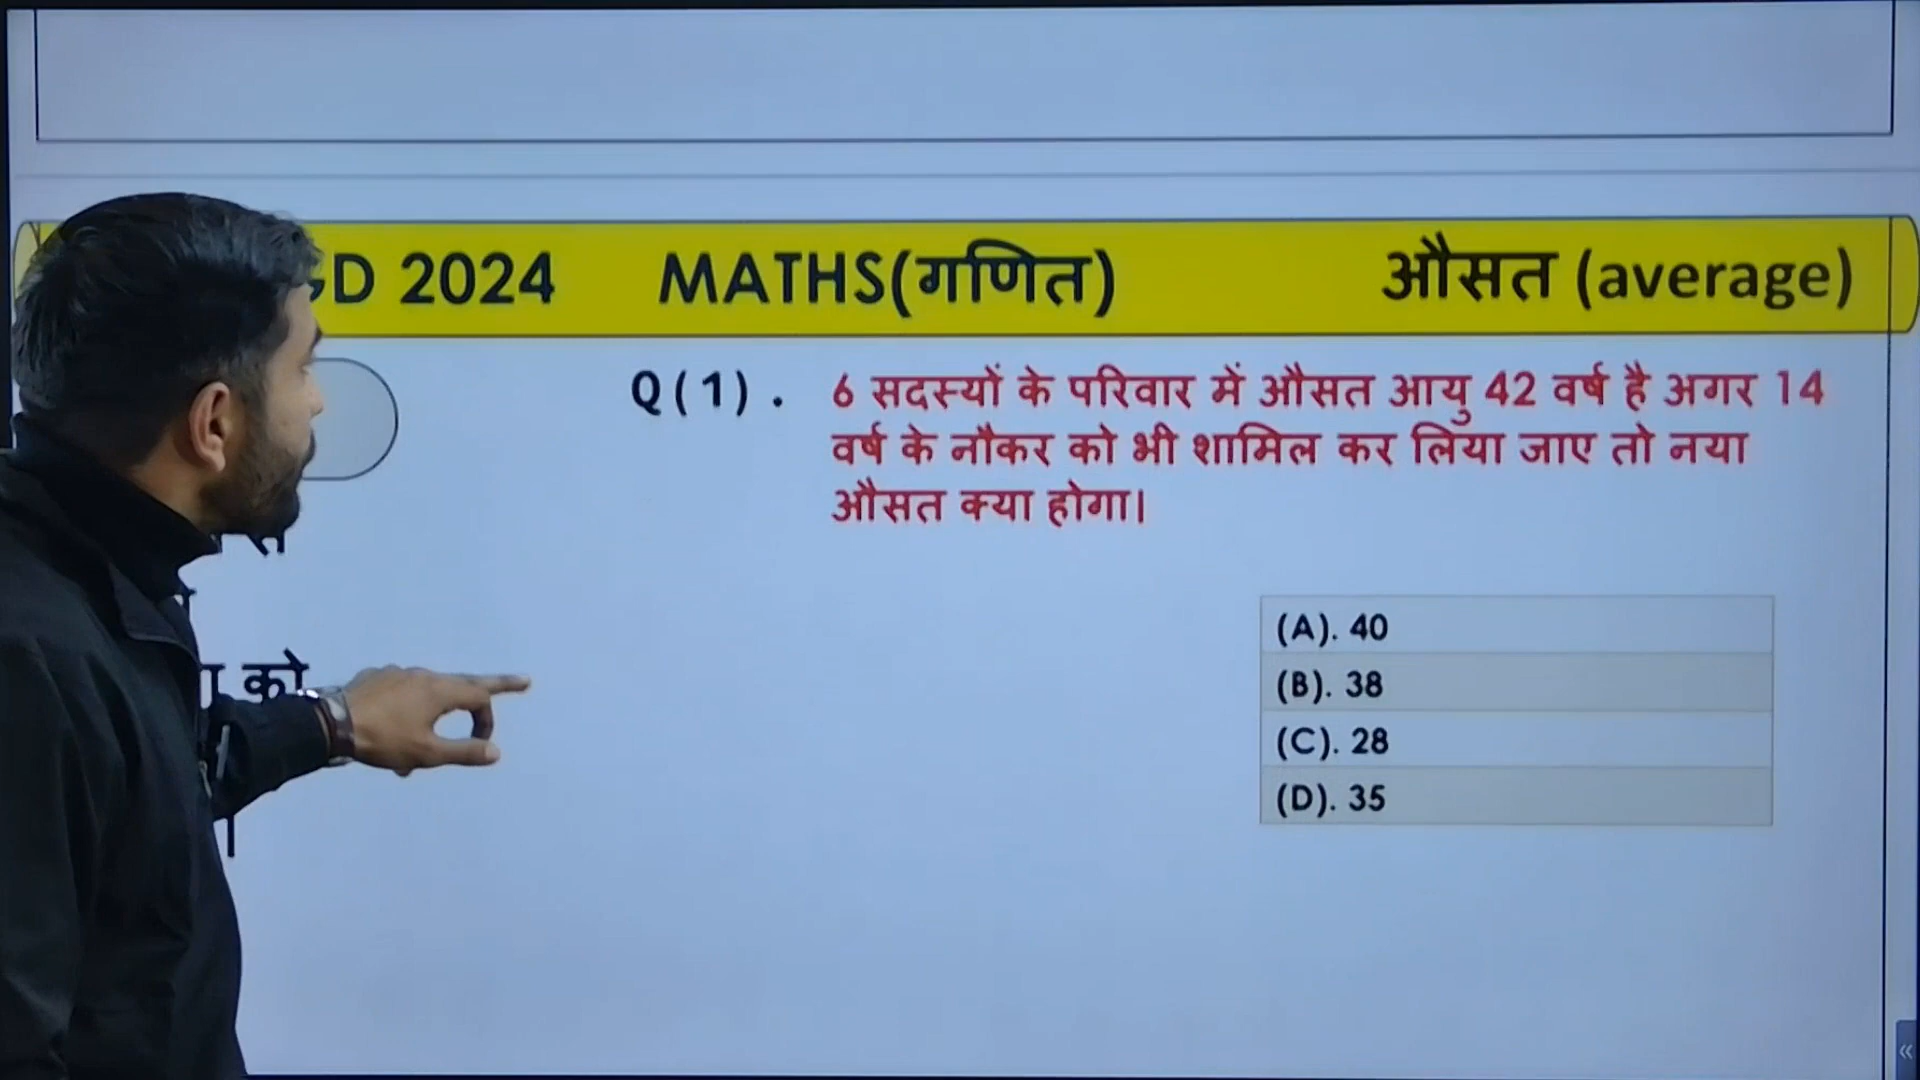 2024 MATHS(गणित) औसत (average)
Q(1). 6 सदस्यों के परिवार में औसत आयु 42 वर्ष है अगर 14
वर्ष के नौकर को भी शामिल कर लिया जाए तो नया
औसत क्या होगा।
(A). 40
(B). 38
(C). 28
(D). 35
को